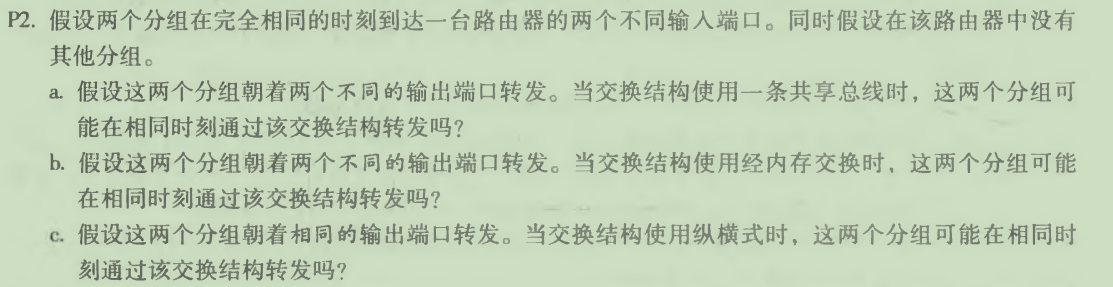 P2. 假设两个分组在完全相同的时刻到达一台路由器的两个不同输入端口。同时假设在该路由器中没有
其他分组。
a. 假设这两个分组朝着两个不同的输出端口转发。当交换结构使用一条共享总线时，这两个分组可
能在相同时刻通过该交换结构转发吗？
b. 假设这两个分组朝着两个不同的输出端口转发。当交换结构使用经内存交换时，这两个分组可能
在相同时刻通过该交换结构转发吗？
c. 假设这两个分组朝着相同的输出端口转发。当交换结构使用纵横式时，这两个分组可能在相同时
刻通过该交换结构转发吗？